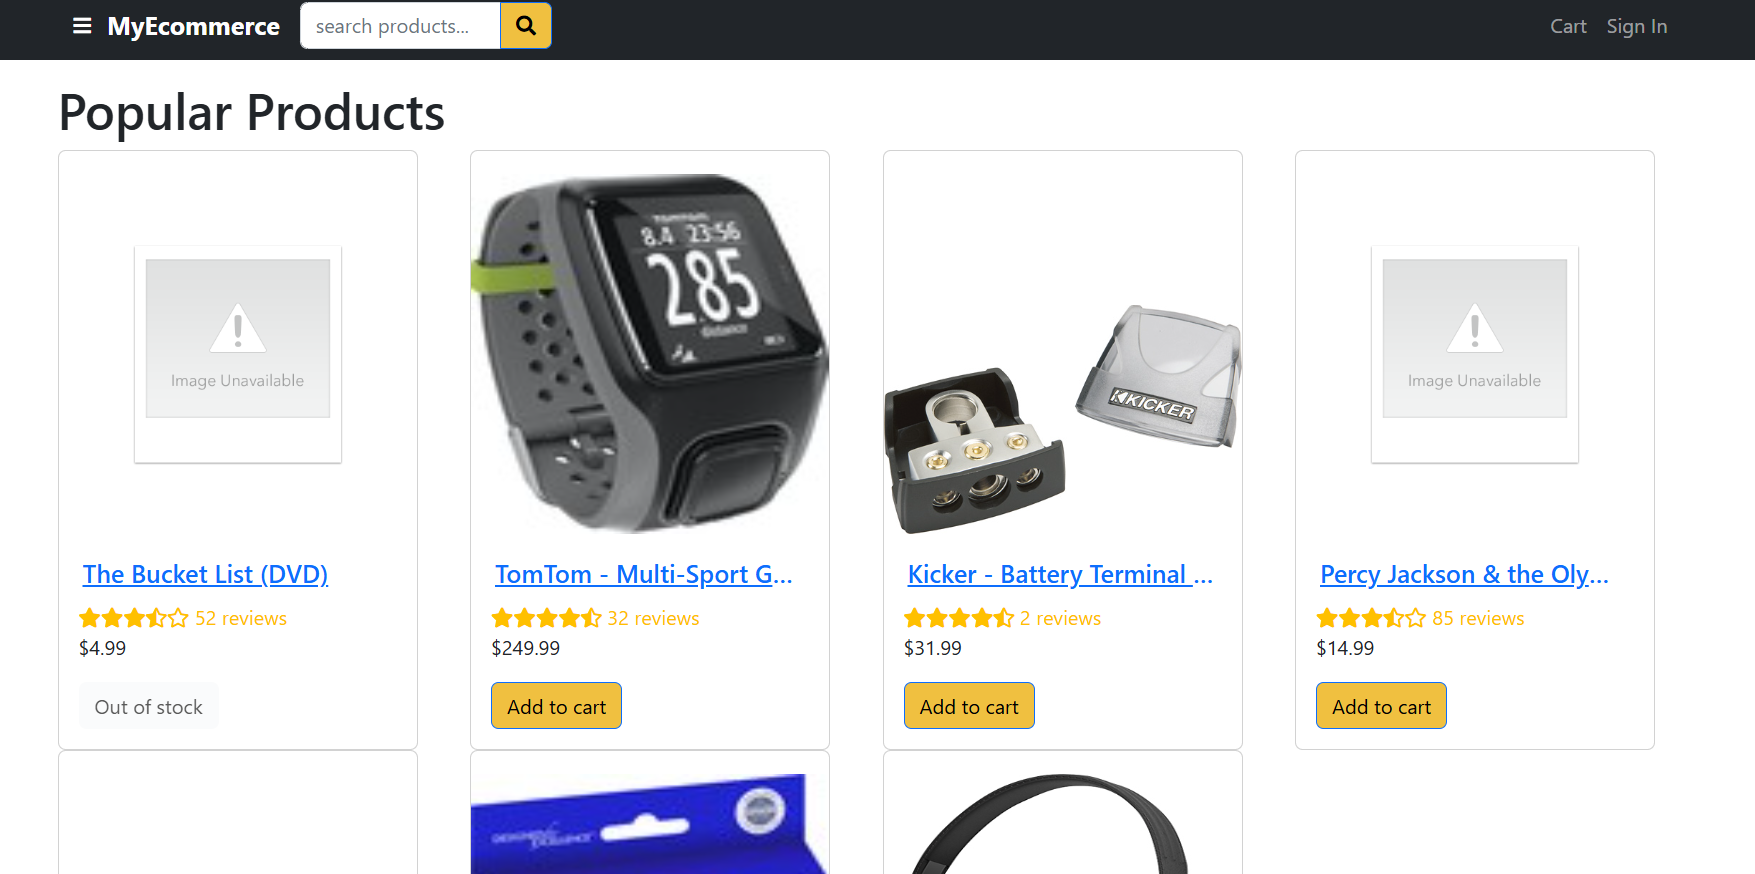 MyEcommerce
search products...
Cart
Sign In
Popular Products
Image Unavailable
The Bucket List (DVD)
52 reviews
$4.99
Out of stock
TOMTOM
8.4 23:56
2.85
distance
TomTom - Multi-Sport G...
32 reviews
$249.99
Add to cart
KICKER
Kicker - Battery Terminal ...
2 reviews
$31.99
Add to cart
Image Unavailable
Percy Jackson & the Oly...
85 reviews
$14.99
Add to cart